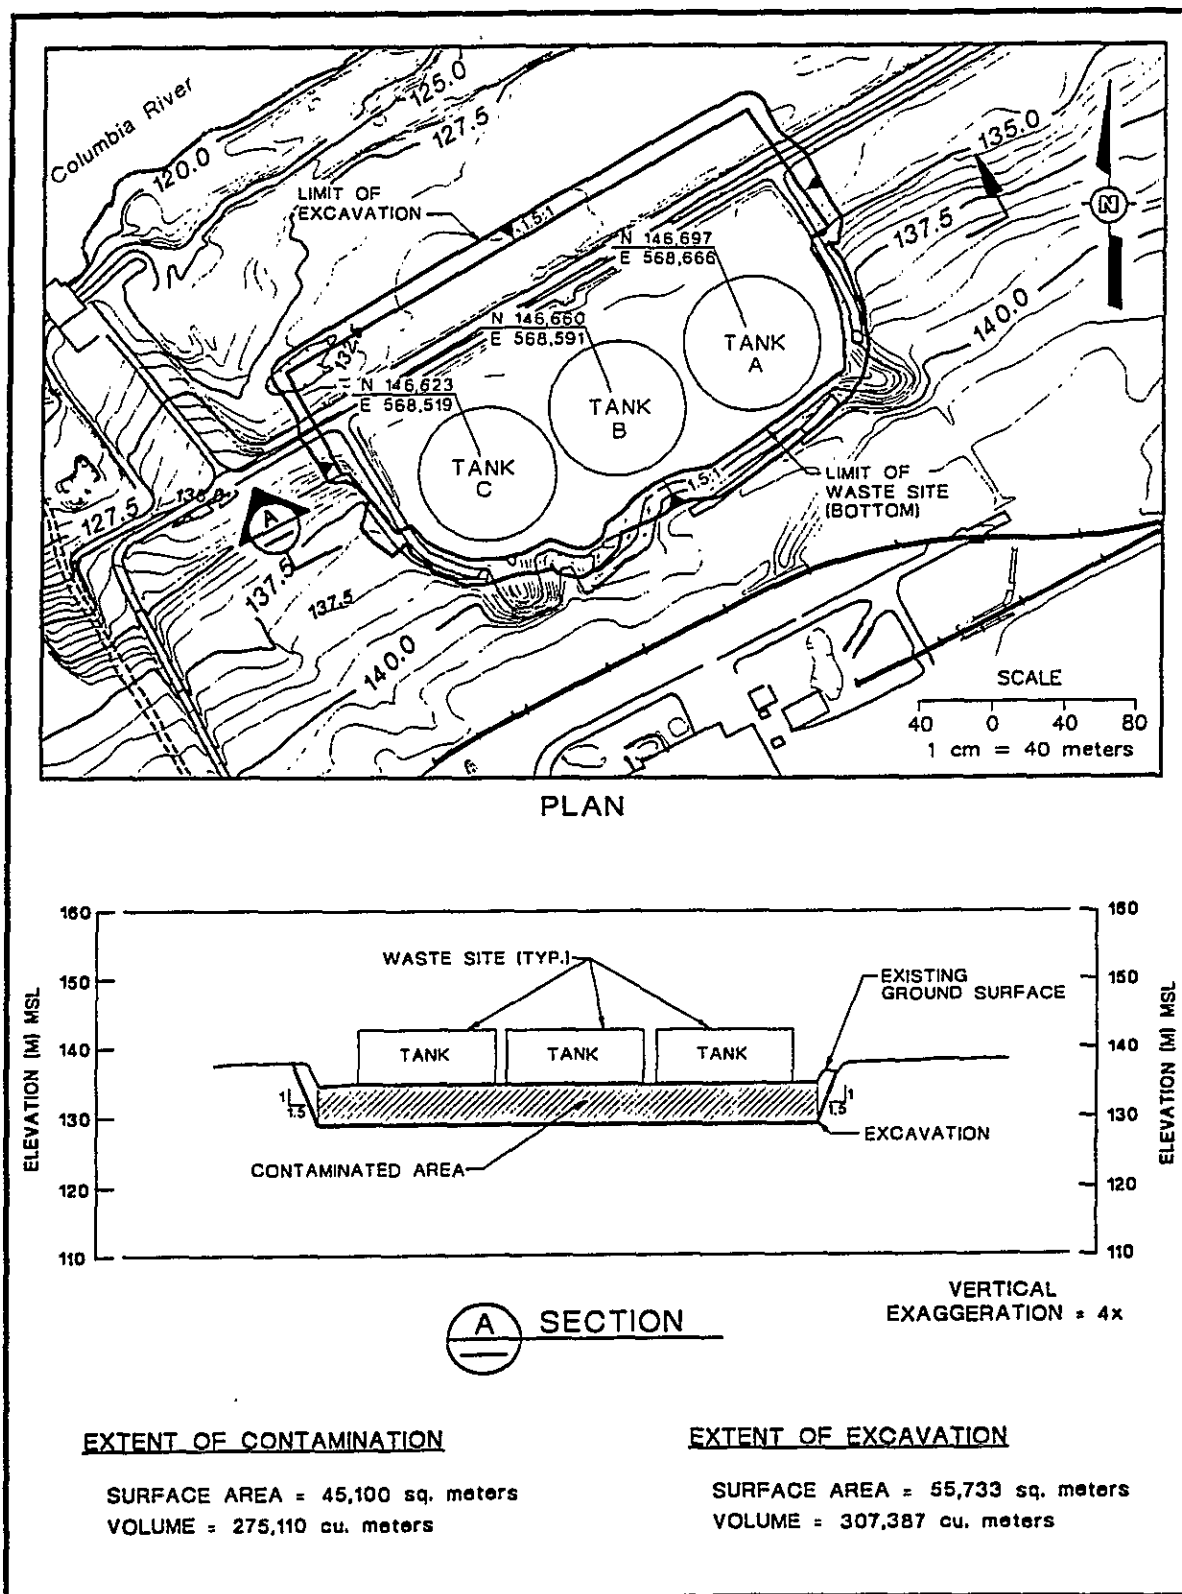 Columbia River
120.0
125.0
127.5
LIMIT OF
EXCAVATION
1.5:1
135.0
137.5
140.0
N
N 146,697
E 568,666
N 146,660
E 568,591
N 146,623
E 568,519
TANK
A
TANK
B
TANK
C
LIMIT OF
WASTE SITE
(BOTTOM)
1.5:1
127.5
A
137.5
137.5
140.0
SCALE
40 0 40 80
1 cm = 40 meters
PLAN
160
150
140
130
120
110
ELEVATION (M) MSL
WASTE SITE (TYP.)
EXISTING
GROUND SURFACE
TANK
TANK
TANK
1
1.5
1
1.5
EXCAVATION
CONTAMINATED AREA
160
150
140
130
120
110
ELEVATION (M) MSL
VERTICAL
EXAGGERATION = 4x
A
SECTION
EXTENT OF CONTAMINATION
SURFACE AREA = 45,100 sq. meters
VOLUME = 275,110 cu. meters
EXTENT OF EXCAVATION
SURFACE AREA = 55,733 sq. meters
VOLUME = 307,387 cu. meters